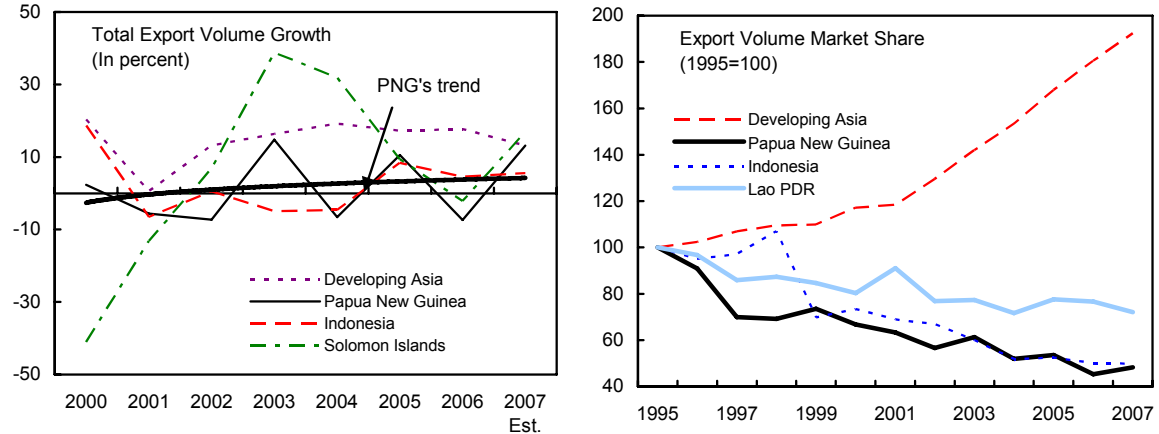 Total Export Volume Growth
(In percent)
50
30
10
-10
-30
-50
PNG's trend
Developing Asia
Papua New Guinea
Indonesia
Solomon Islands
2000 2001 2002 2003 2004 2005 2006 2007
Est.
Export Volume Market Share
(1995=100)
200
180
160
140
120
100
80
60
40
Developing Asia
Papua New Guinea
Indonesia
Lao PDR
1995 1997 1999 2001 2003 2005 2007